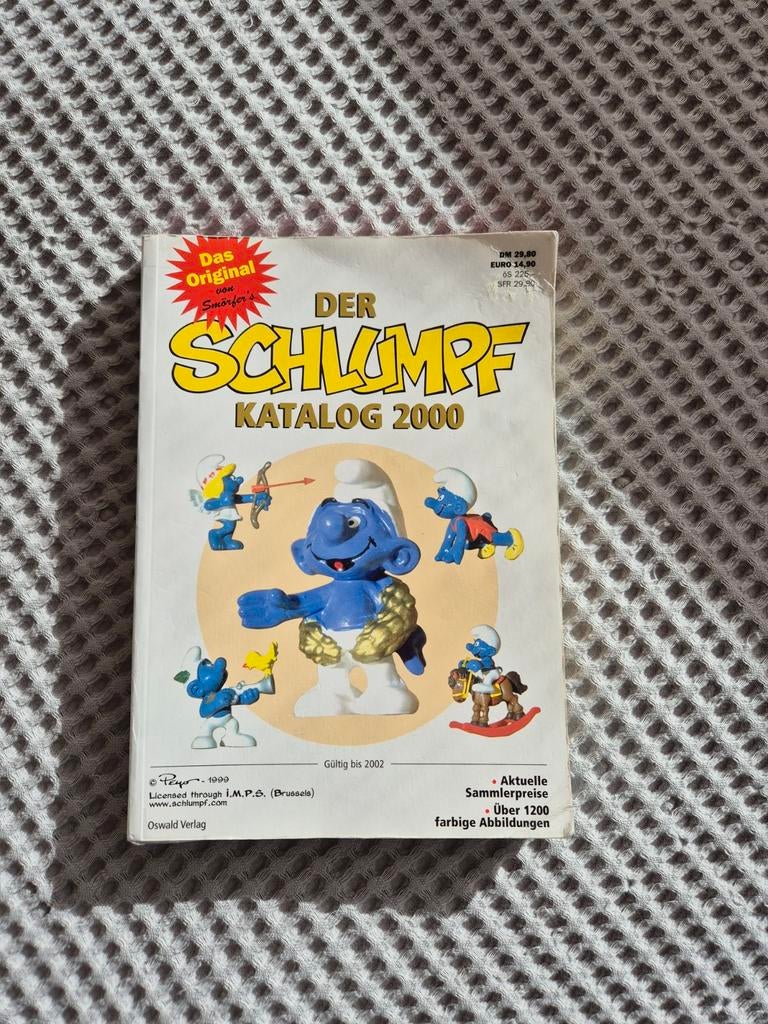 Das
Original
von
Smörfer's
DM 29,80
EURO 14,90
öS 225,-
SFR 29,90
DER
SCHLUMPF
KATALOG 2000
Gültig bis 2002
© Peyo - 1999
Licensed through I.M.P.S. (Brussels)
www.schlumpf.com
Oswald Verlag
• Aktuelle
Sammlerpreise
• Über 1200
farbige Abbildungen